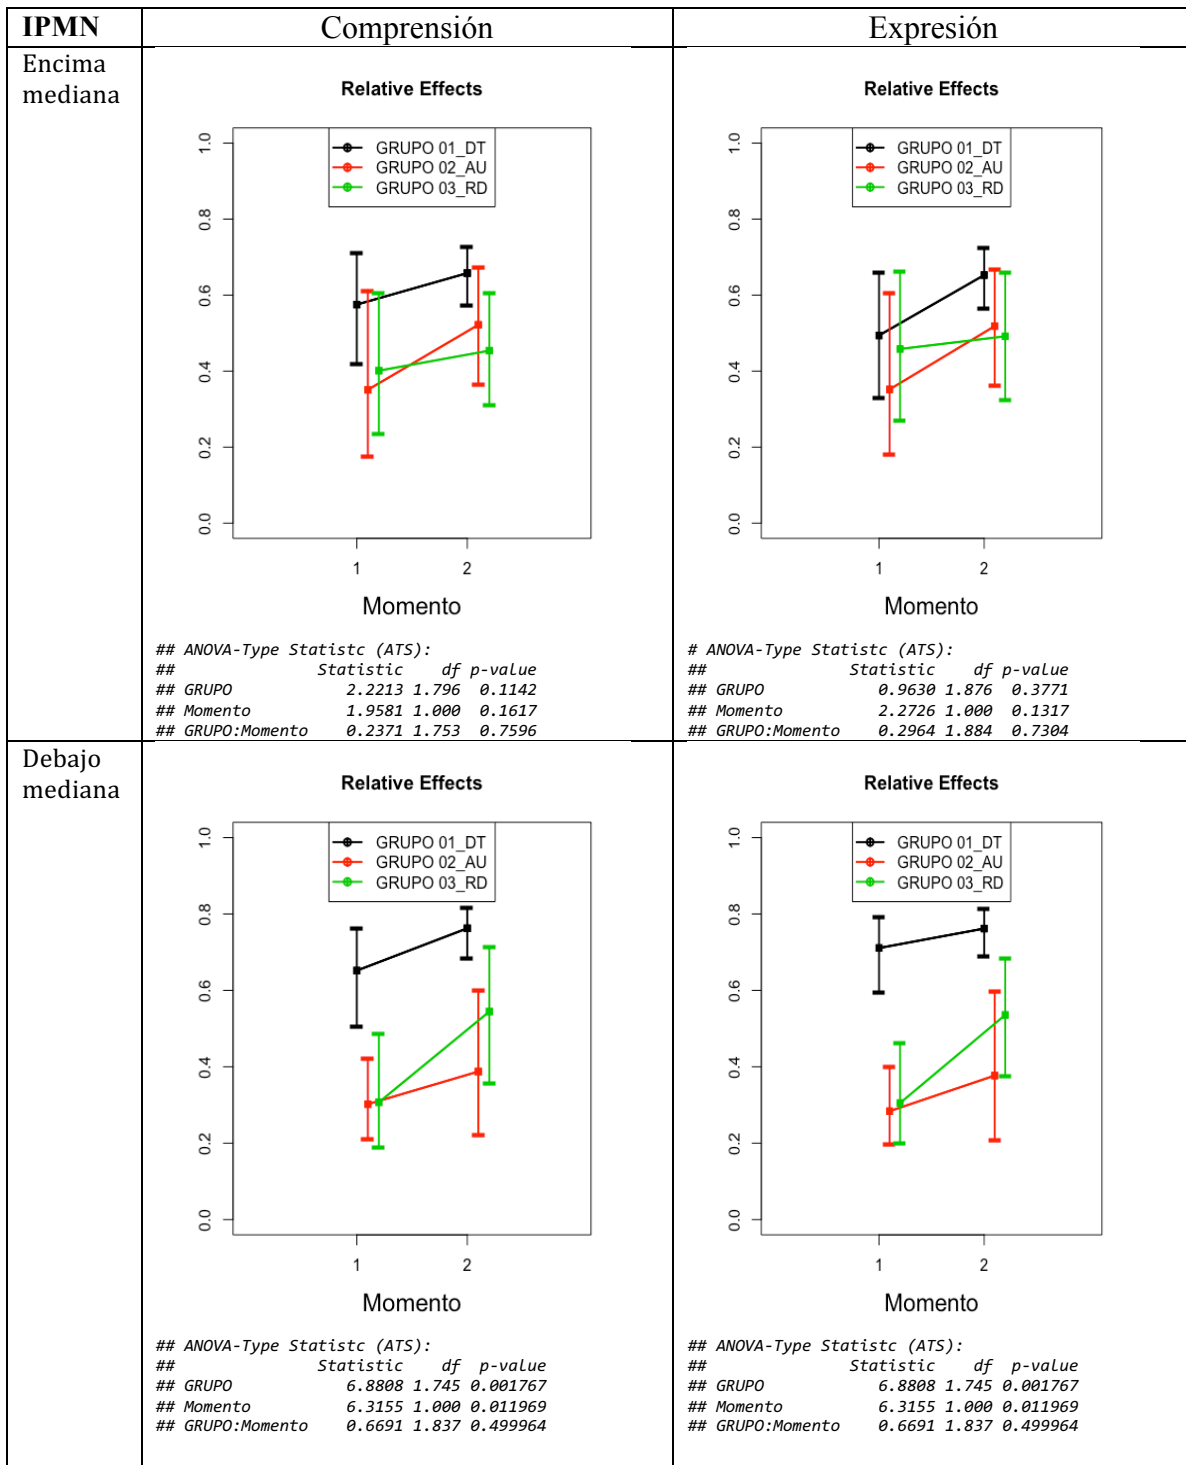 IPMN Comprensión Expresión
Encima
mediana
Relative Effects
GRUPO 01_DT
GRUPO 02_AU
GRUPO 03_RD
1.0
0.8
0.6
0.4
0.2
0.0
1 2
Momento
## ANOVA-Type Statistc (ATS):
## Statistic df p-value
## GRUPO 2.2213 1.796 0.1142
## Momento 1.9581 1.000 0.1617
## GRUPO:Momento 0.2371 1.753 0.7596
Relative Effects
GRUPO 01_DT
GRUPO 02_AU
GRUPO 03_RD
1.0
0.8
0.6
0.4
0.2
0.0
1 2
Momento
# ANOVA-Type Statistc (ATS):
## Statistic df p-value
## GRUPO 0.9630 1.876 0.3771
## Momento 2.2726 1.000 0.1317
## GRUPO:Momento 0.2964 1.884 0.7304
Debajo
mediana
Relative Effects
GRUPO 01_DT
GRUPO 02_AU
GRUPO 03_RD
1.0
0.8
0.6
0.4
0.2
0.0
1 2
Momento
## ANOVA-Type Statistc (ATS):
## Statistic df p-value
## GRUPO 6.8808 1.745 0.001767
## Momento 6.3155 1.000 0.011969
## GRUPO:Momento 0.6691 1.837 0.499964
Relative Effects
GRUPO 01_DT
GRUPO 02_AU
GRUPO 03_RD
1.0
0.8
0.6
0.4
0.2
0.0
1 2
Momento
## ANOVA-Type Statistc (ATS):
## Statistic df p-value
## GRUPO 6.8808 1.745 0.001767
## Momento 6.3155 1.000 0.011969
## GRUPO:Momento 0.6691 1.837 0.499964